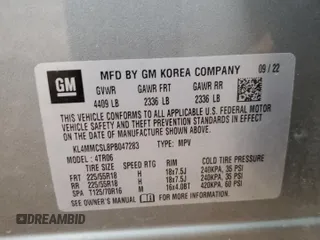 GM
MFD BY GM KOREA COMPANY 09/22
GVWR GAWR FRT GAWR RR
4409 LB 2336 LB 2336 LB
THIS VEHICLE CONFORMS TO ALL APPLICABLE U.S. FEDERAL MOTOR
VEHICLE SAFETY, BUMPER, AND THEFT PREVENTION STANDARDS IN
EFFECT ON THE DATE OF MANUFACTURE SHOWN ABOVE.
KL4MMCSL8PB047283 TYPE: MPV
MODEL: 4TR06
TIRE SIZE SPEED RTG RIM COLD TIRE PRESSURE
FRT 225/55R18 H 18x7.5J 240KPA, 35 PSI
RR 225/55R18 H 18x7.5J 240KPA, 35 PSI
SPA T125/70R16 M 16x4.0BT 420KPA, 60 PSI
SEE OWNER'S MANUAL FOR ADDITIONAL INFORMATION.
© DREAMBID